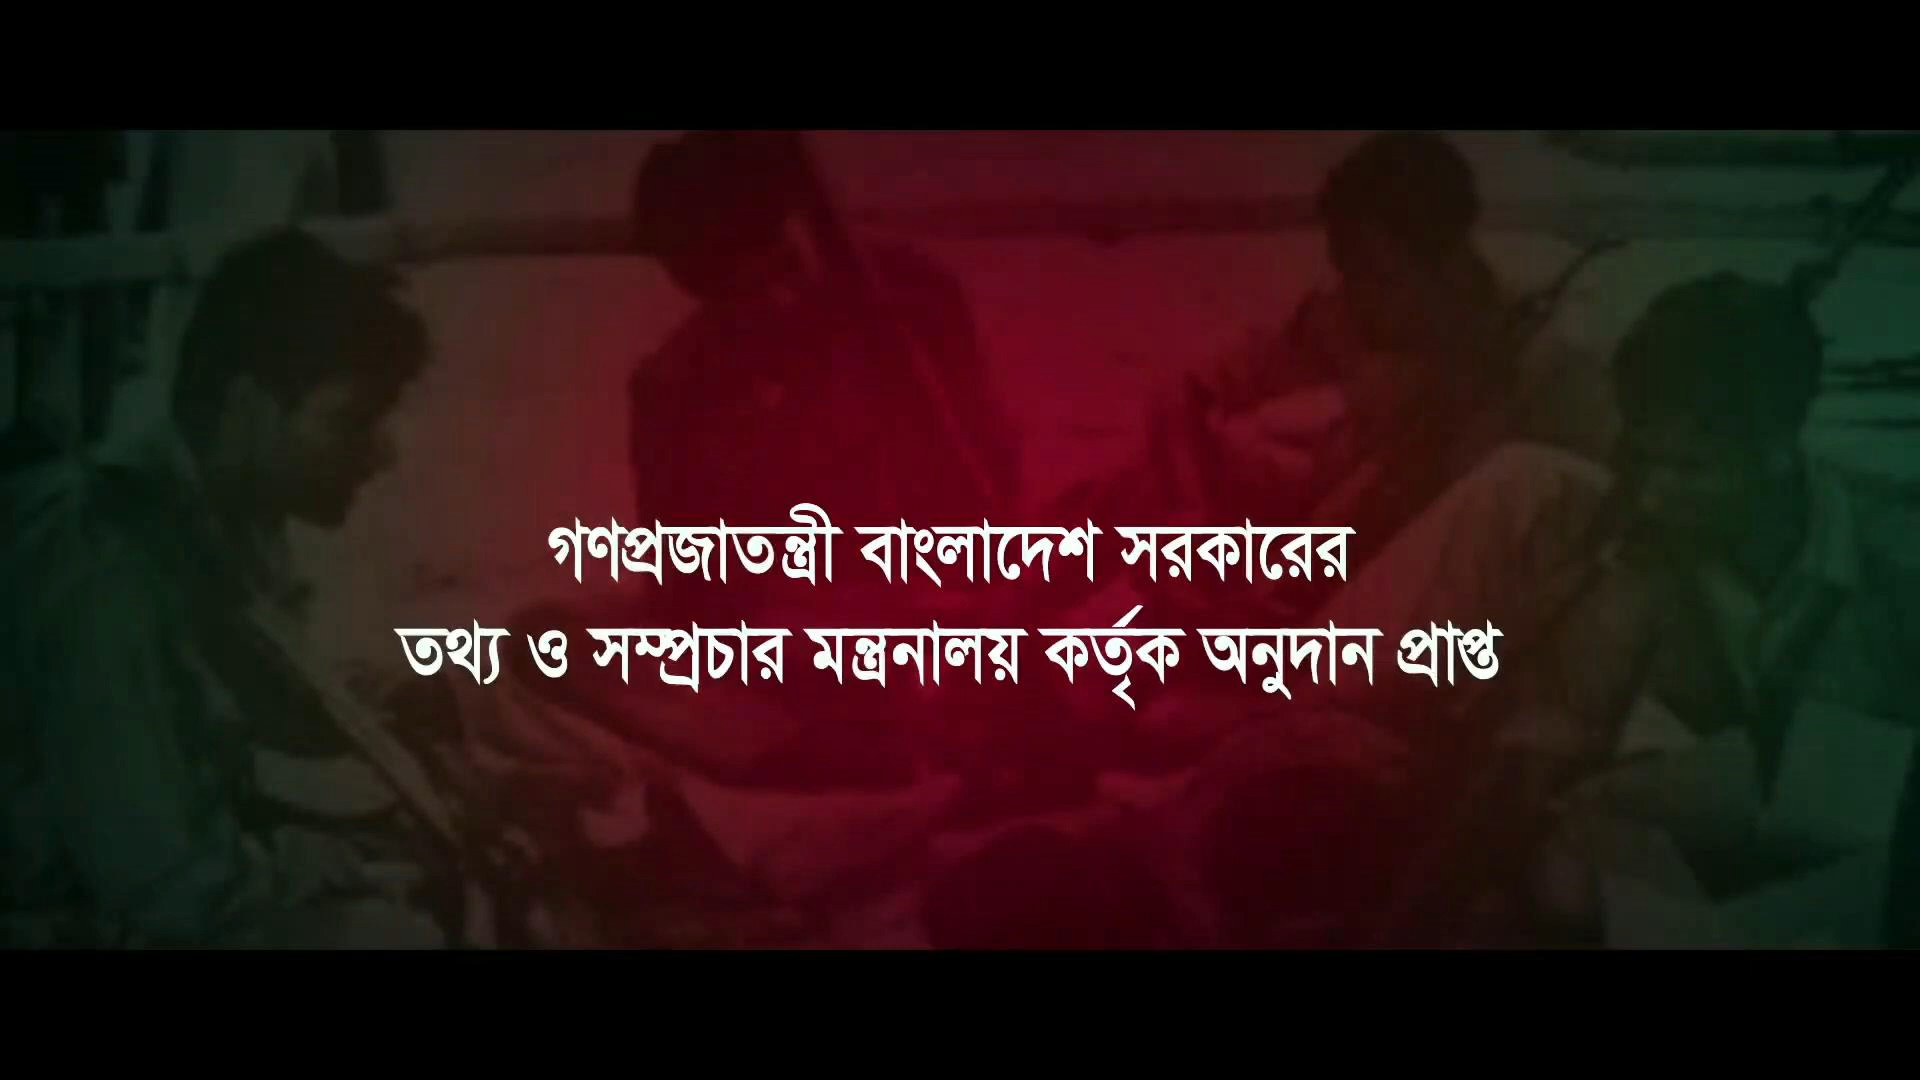 গণপ্রজাতন্ত্রী বাংলাদেশ সরকারের
তথ্য ও সম্প্রচার মন্ত্রনালয় কর্তৃক অনুদান প্রাপ্ত